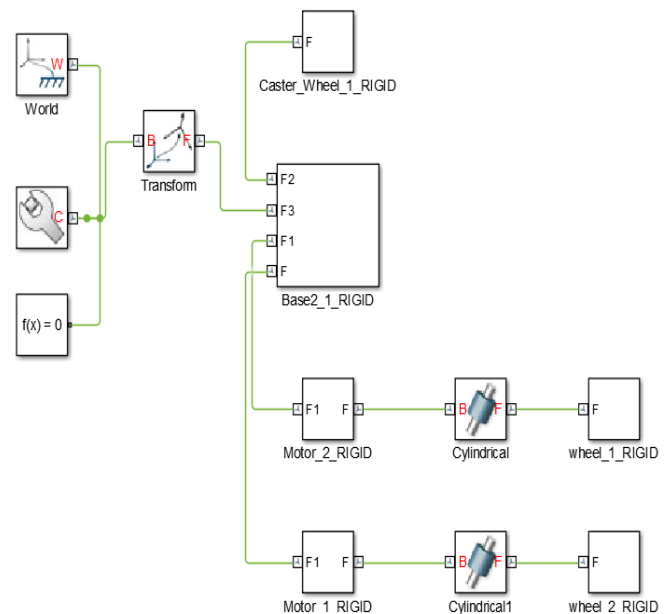 F
Caster_Wheel_1_RIGID
W
World
B
F
Transform
C
f(x) = 0
F2
F3
F1
F
Base2_1_RIGID
F1
F
Motor_2_RIGID
B
F
Cylindrical
F
wheel_1_RIGID
F1
F
Motor_1_RIGID
B
F
Cylindrical1
F
wheel_2_RIGID